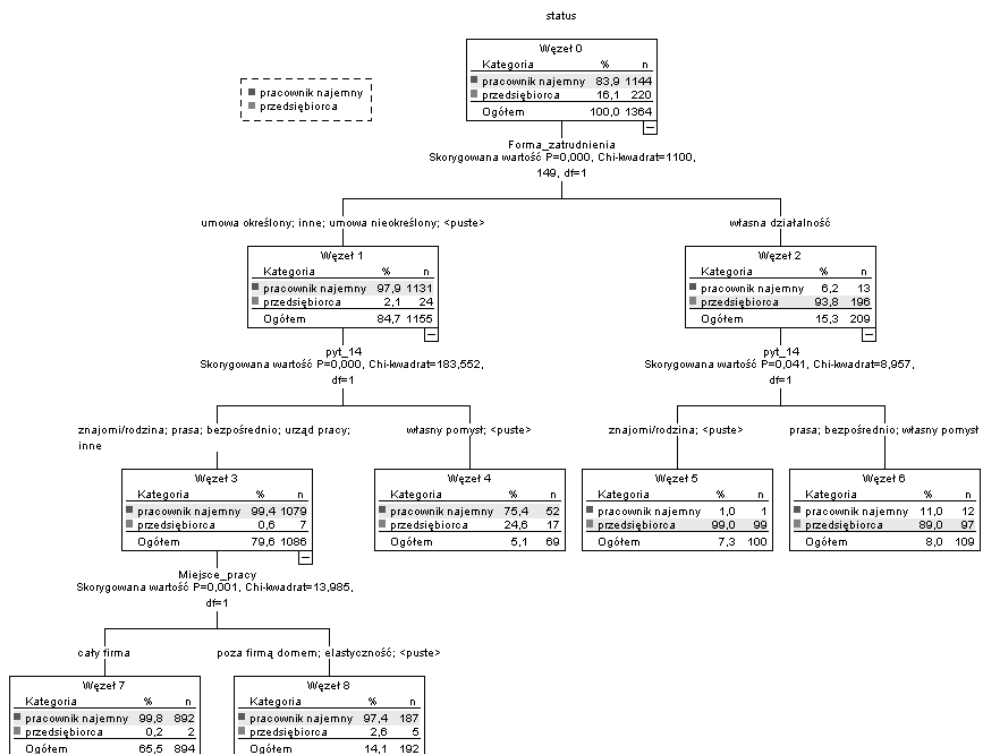 status
Węzeł 0
Kategoria % n
pracownik najemny 83,9 1144
przedsiębiorca 16,1 220
Ogółem 100,0 1364
pracownik najemny
przedsiębiorca
Forma_zatrudnienia
Skorygowana wartość P=0,000, Chi-kwadrat=1100,
149, df=1
umowa określony; inne; umowa nieokreślony; <puste>
własna działalność
Węzeł 1
Kategoria % n
pracownik najemny 97,9 1131
przedsiębiorca 2,1 24
Ogółem 84,7 1155
Węzeł 2
Kategoria % n
pracownik najemny 6,2 13
przedsiębiorca 93,8 196
Ogółem 15,3 209
pyt_14
Skorygowana wartość P=0,000, Chi-kwadrat=183,552,
df=1
pyt_14
Skorygowana wartość P=0,041, Chi-kwadrat=8,957,
df=1
znajomi/rodzina; prasa; bezpośrednio; urząd pracy;
inne
własny pomysł; <puste>
znajomi/rodzina; <puste>
prasa; bezpośrednio; własny pomysł
Węzeł 3
Kategoria % n
pracownik najemny 99,4 1079
przedsiębiorca 0,6 7
Ogółem 79,6 1086
Węzeł 4
Kategoria % n
pracownik najemny 75,4 52
przedsiębiorca 24,6 17
Ogółem 5,1 69
Węzeł 5
Kategoria % n
pracownik najemny 1,0 1
przedsiębiorca 99,0 99
Ogółem 7,3 100
Węzeł 6
Kategoria % n
pracownik najemny 11,0 12
przedsiębiorca 89,0 97
Ogółem 8,0 109
Miejsce_pracy
Skorygowana wartość P=0,001, Chi-kwadrat=13,985,
df=1
cały firma
poza firmą domem; elastyczność; <puste>
Węzeł 7
Kategoria % n
pracownik najemny 99,8 892
przedsiębiorca 0,2 2
Ogółem 65,5 894
Węzeł 8
Kategoria % n
pracownik najemny 97,4 187
przedsiębiorca 2,6 5
Ogółem 14,1 192